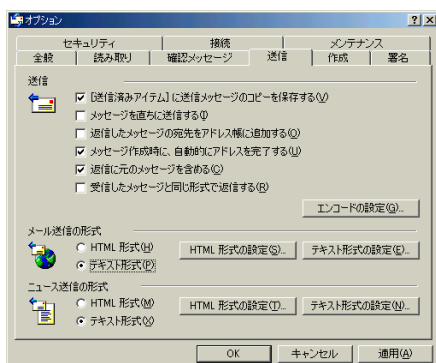 オプション
セキュリティ 接続 メンテナンス
全般 読み取り 確認メッセージ 送信 作成 署名
送信
[送信済みアイテム] に送信メッセージのコピーを保存する(V)
メッセージを直ちに送信する(I)
返信したメッセージの宛先をアドレス帳に追加する(O)
メッセージ作成時に、自動的にアドレスを完了する(U)
返信に元のメッセージを含める(C)
受信したメッセージと同じ形式で返信する(R)
エンコードの設定(G)...
メール送信の形式
HTML 形式(H) HTML 形式の設定(S)... テキスト形式の設定(E)...
テキスト形式(P)
ニュース送信の形式
HTML 形式(M) HTML 形式の設定(T)... テキスト形式の設定(N)...
テキスト形式(X)
OK キャンセル 適用(A)